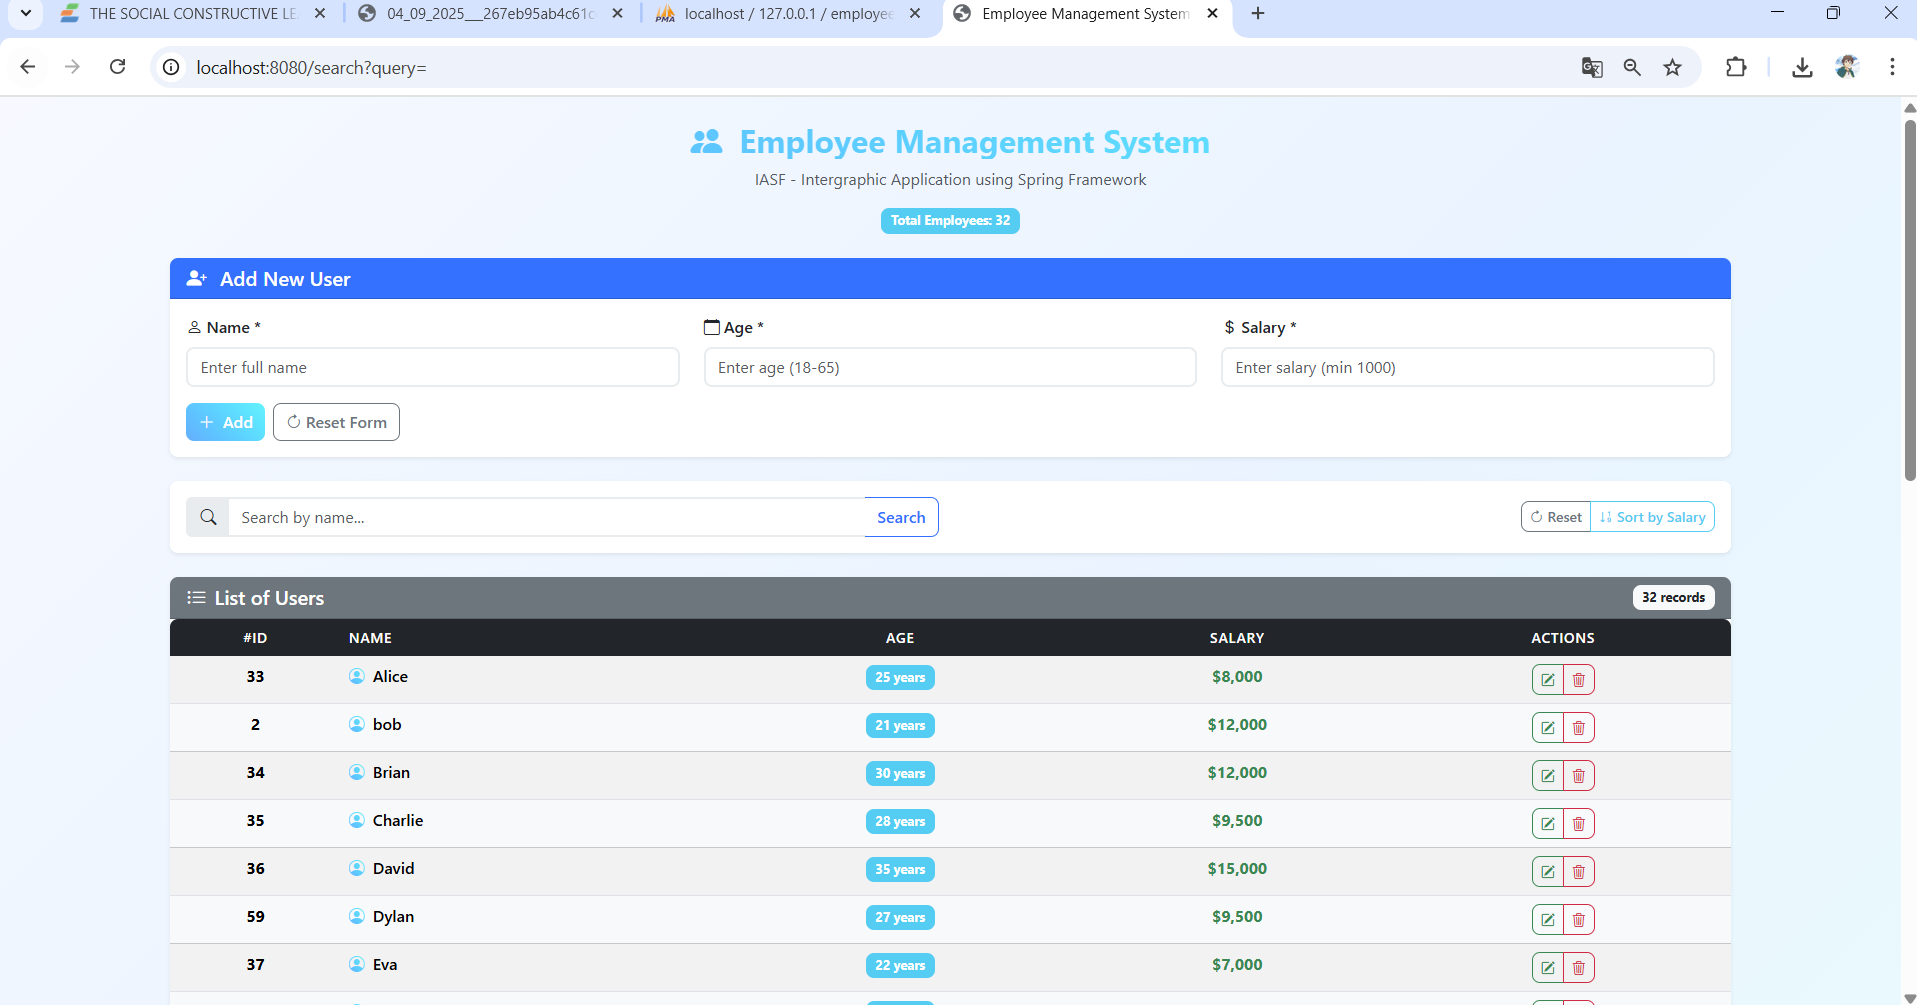 THE SOCIAL CONSTRUCTIVE LE
04_09_2025___267eb95ab4c61c
localhost / 127.0.0.1 / employee
Employee Management System
localhost:8080/search?query=
Employee Management System
IASF - Intergraphic Application using Spring Framework
Total Employees: 32
Add New User
Name *
Age *
$ Salary *
Enter full name
Enter age (18-65)
Enter salary (min 1000)
+ Add
Reset Form
Search by name...
Search
Reset
Sort by Salary
List of Users
32 records
#ID NAME AGE SALARY ACTIONS
33 Alice 25 years $8,000
2 bob 21 years $12,000
34 Brian 30 years $12,000
35 Charlie 28 years $9,500
36 David 35 years $15,000
59 Dylan 27 years $9,500
37 Eva 22 years $7,000